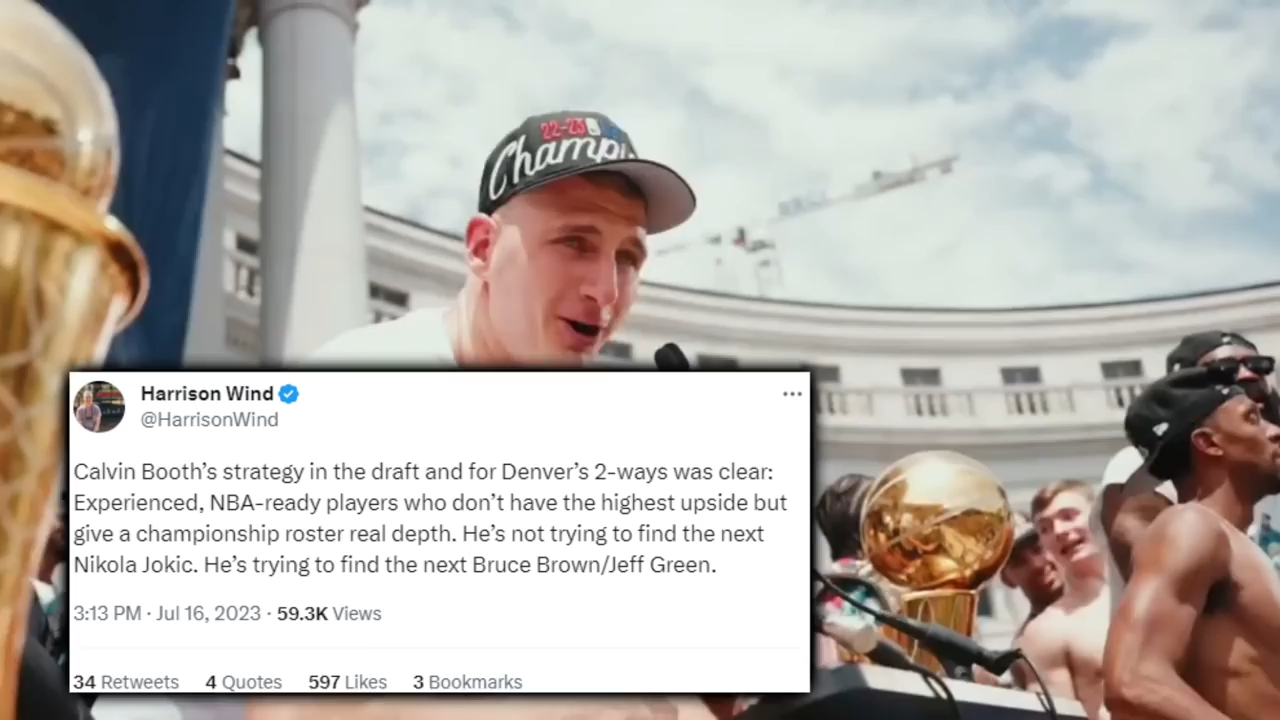 22-23
Champi
Harrison Wind
@HarrisonWind
Calvin Booth’s strategy in the draft and for Denver’s 2-ways was clear:
Experienced, NBA-ready players who don’t have the highest upside but
give a championship roster real depth. He’s not trying to find the next
Nikola Jokic. He’s trying to find the next Bruce Brown/Jeff Green.
3:13 PM · Jul 16, 2023 · 59.3K Views
34 Retweets 4 Quotes 597 Likes 3 Bookmarks